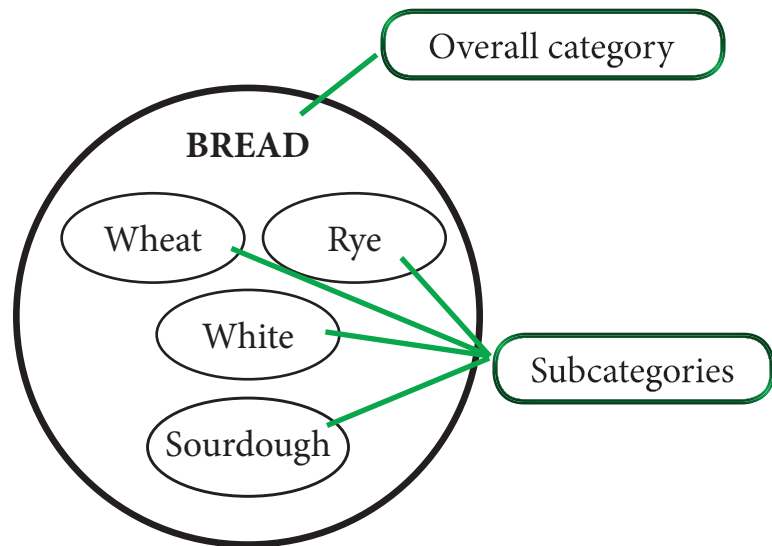 Overall category
BREAD
Wheat
Rye
White
Subcategories
Sourdough